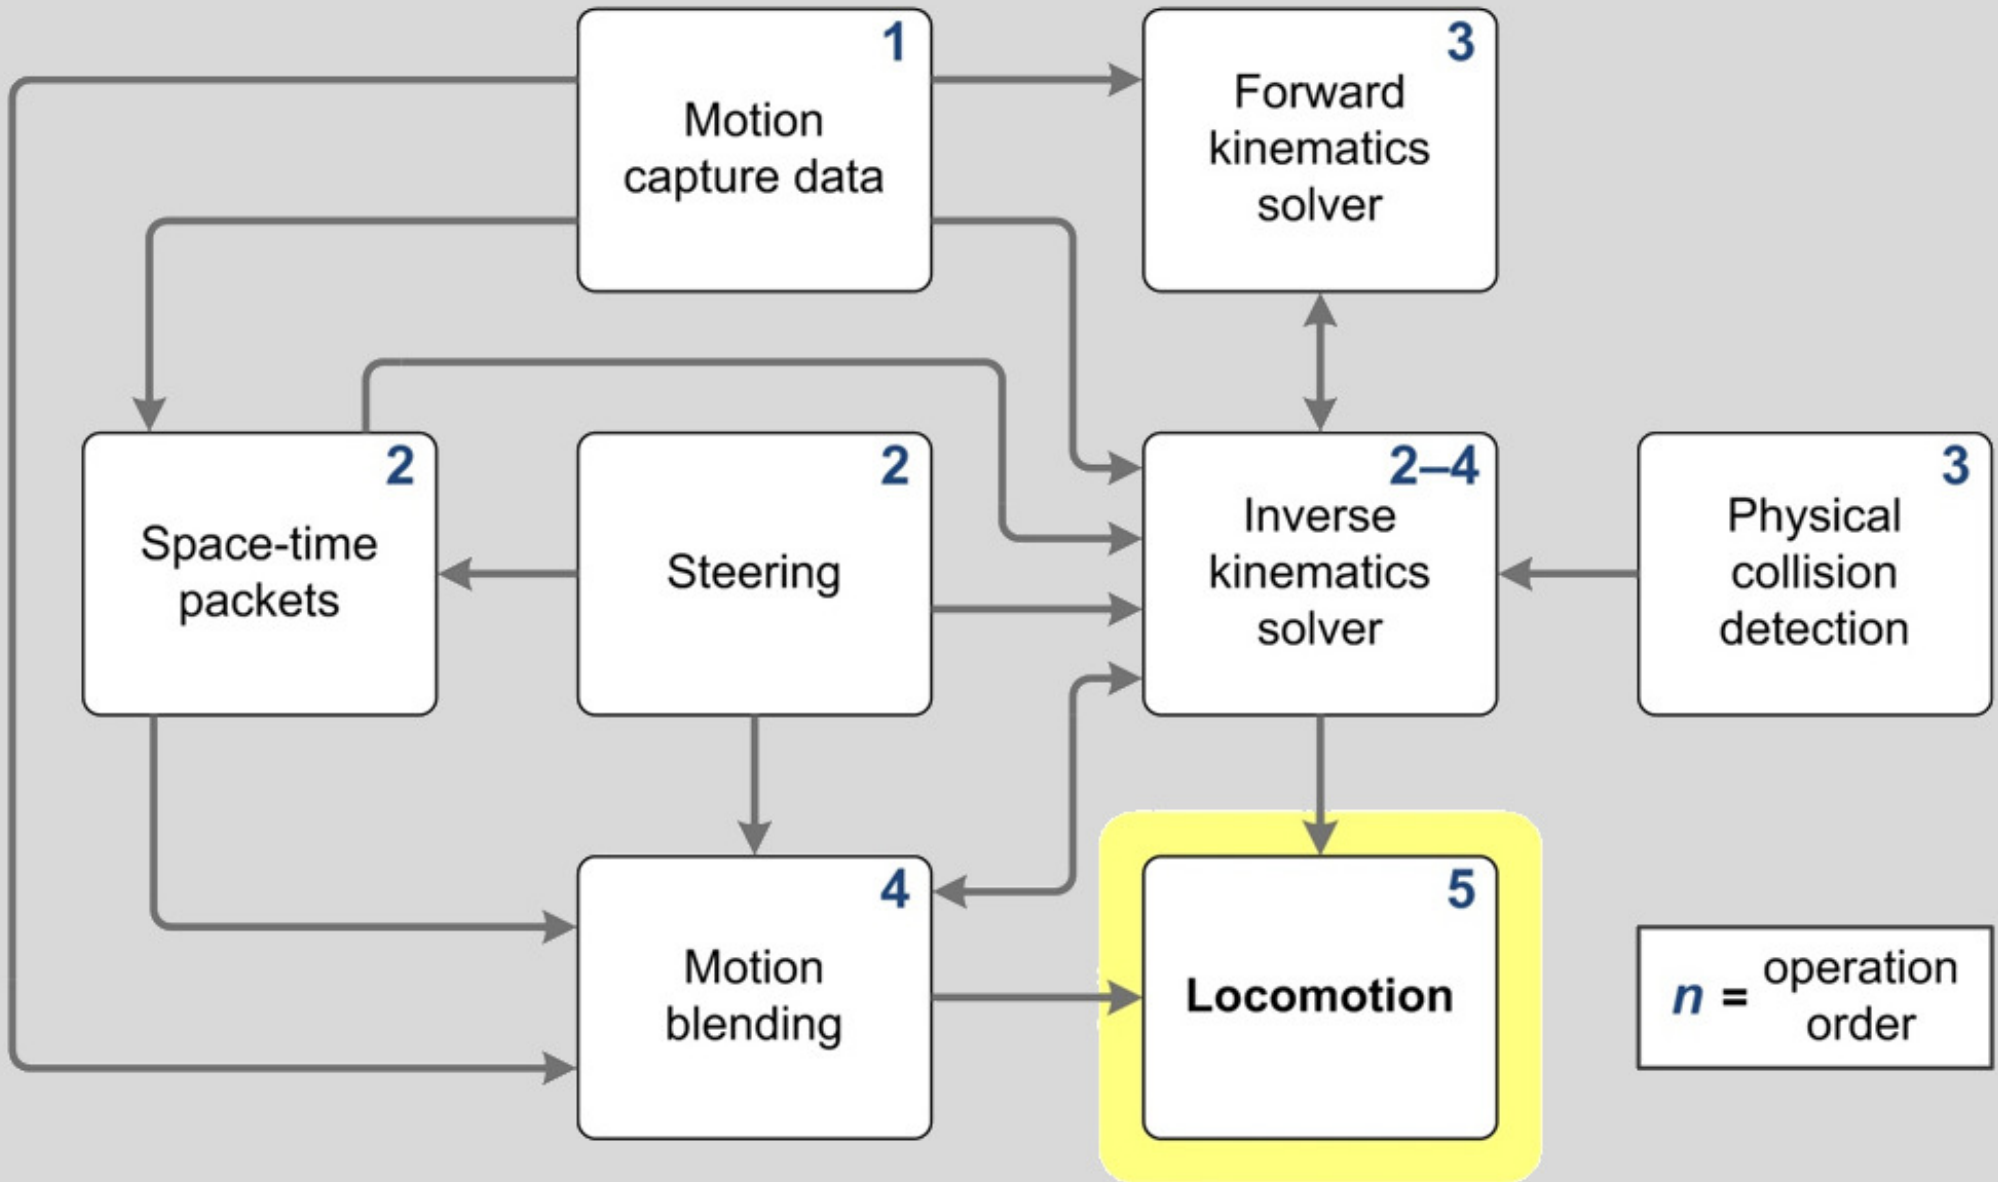 1
Motion
capture data
3
Forward
kinematics
solver
2
Space-time
packets
2
Steering
2–4
Inverse
kinematics
solver
3
Physical
collision
detection
4
Motion
blending
5
Locomotion
n = operation
order